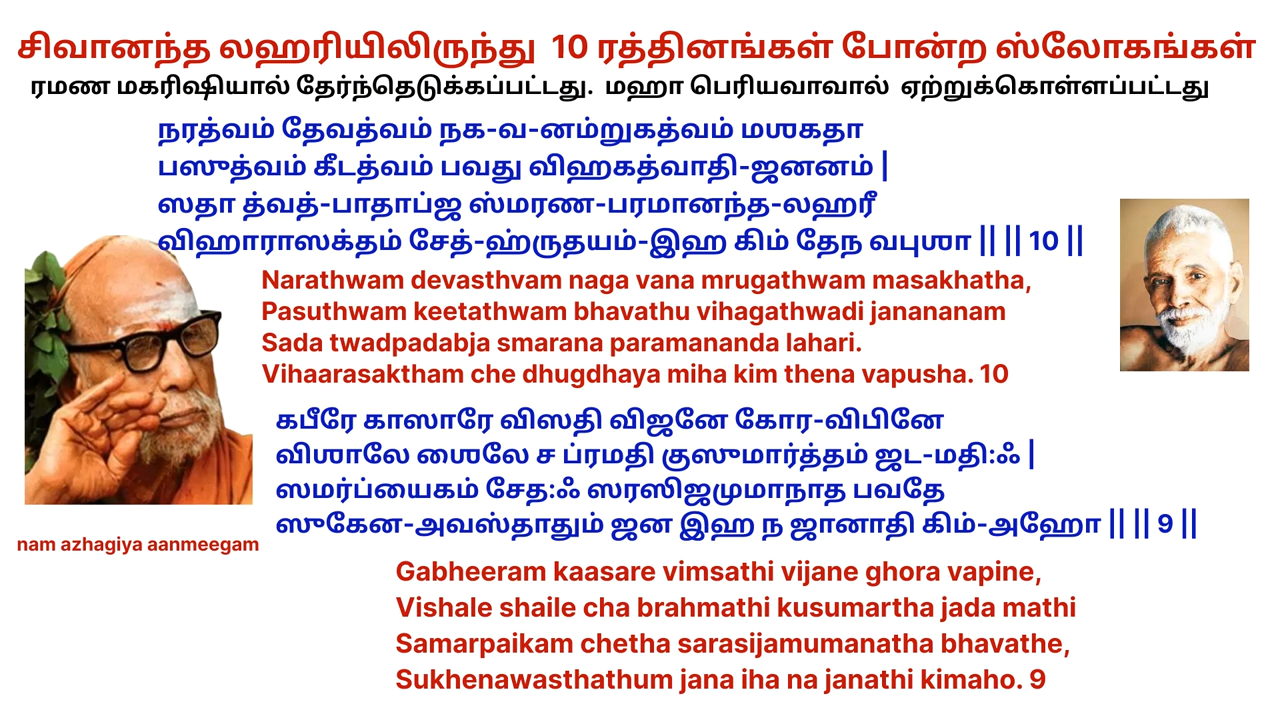 சிவானந்த லஹரியிலிருந்து 10 ரத்தினங்கள் போன்ற ஸ்லோகங்கள்
ரமண மகரிஷியால் தேர்ந்தெடுக்கப்பட்டது. மஹா பெரியவாவால் ஏற்றுக்கொள்ளப்பட்டது
நரத்வம் தேவத்வம் நக-வ-னம்றுகத்வம் மஶகதா
பஸுத்வம் கீடத்வம் பவது விஹகத்வாதி-ஜனனம் |
ஸதா த்வத்-பாதாப்ஜ ஸ்மரண-பரமானந்த-லஹரீ
விஹாராஸக்தம் சேத்-ஹ்ருதயம்-இஹ கிம் தேந வபுஶா || || 10 ||
Narathwam devasthvam naga vana mrugathwam masakhatha,
Pasuthwam keetathwam bhavathu vihagathwadi janananam
Sada twadpadabja smarana paramananda lahari.
Vihaarasaktham che dhugdhaya miha kim thena vapusha. 10
கபீரே காஸாரே விஸதி விஜனே கோர-விபினே
விஶாலே ஶைலே ச ப்ரமதி குஸுமார்த்தம் ஜட-மதி:ஃ |
ஸமர்ப்யைகம் சேத:ஃ ஸரஸிஜமுமாநாத பவதே
ஸுகேன-அவஸ்தாதும் ஜன இஹ ந ஜானாதி கிம்-அஹோ || || 9 ||
nam azhagiya aanmeegam
Gabheeram kaasare vimsathi vijane ghora vapine,
Vishale shaile cha brahmathi kusumartha jada mathi
Samarpaikam chetha sarasijamumanatha bhavathe,
Sukhenawasthathum jana iha na janathi kimaho. 9